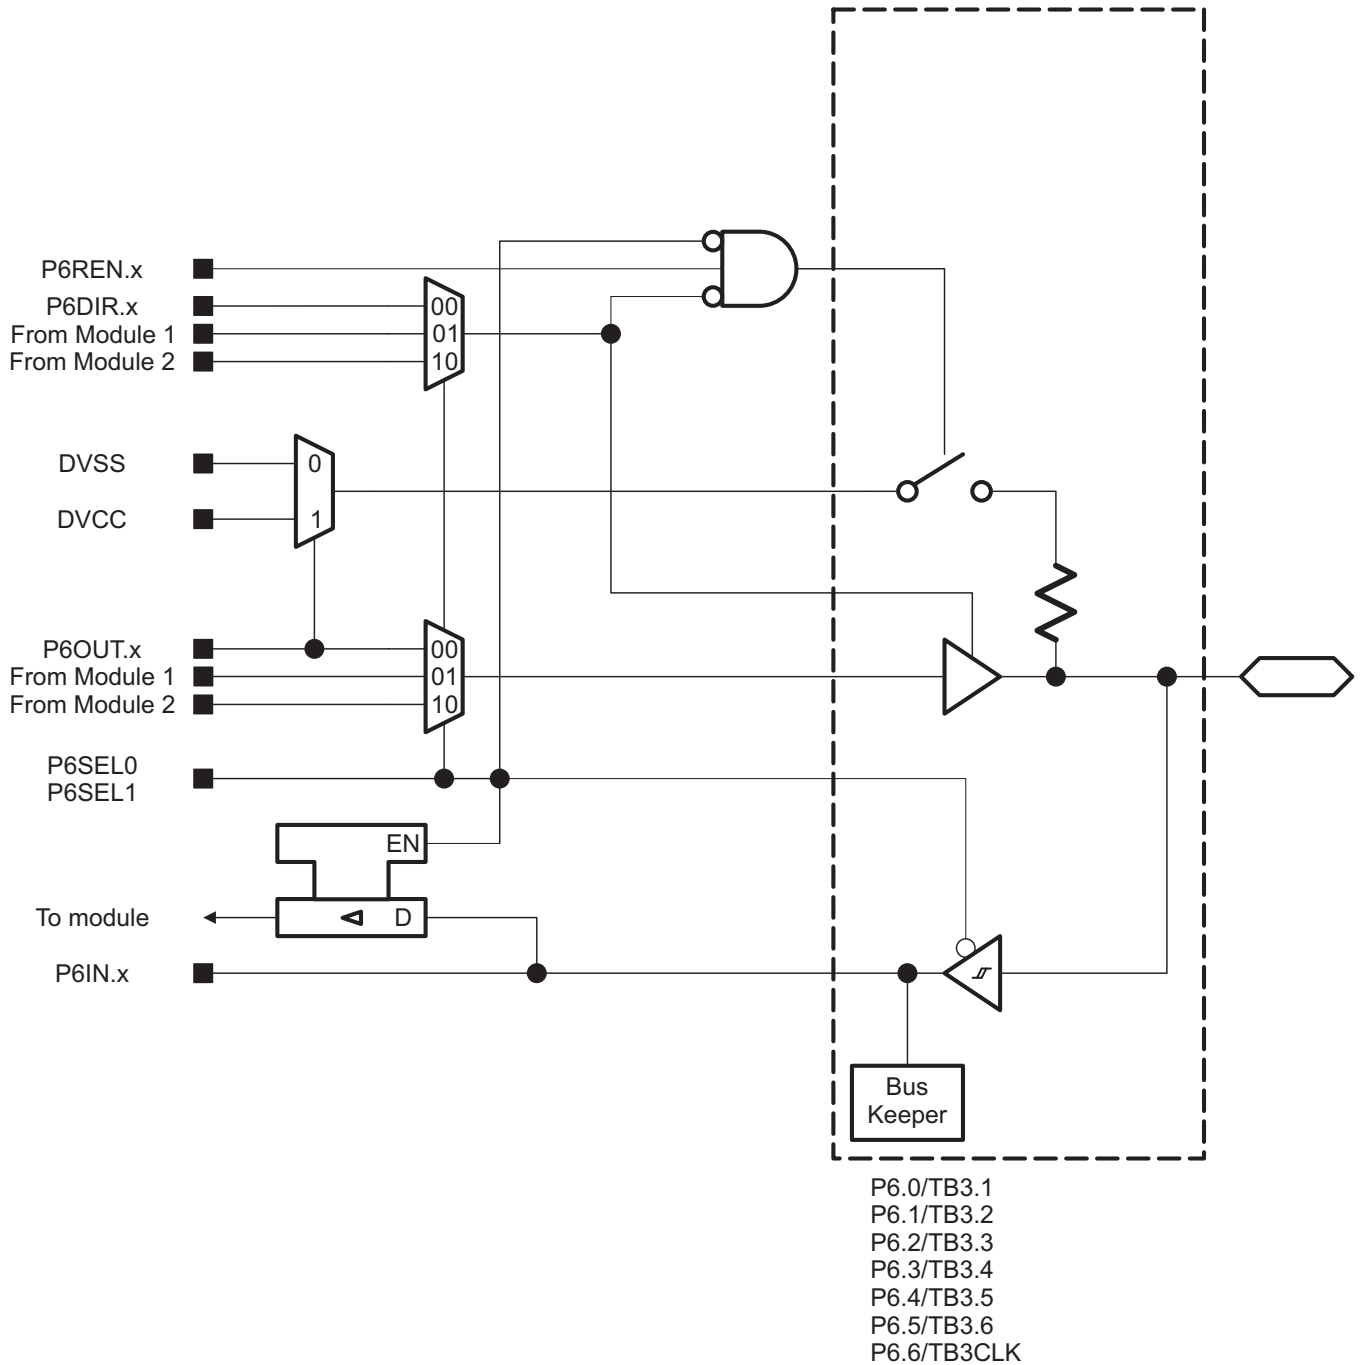 P6REN.x
P6DIR.x
From Module 1
From Module 2
00
01
10
DVSS
DVCC
0
1
P6OUT.x
From Module 1
From Module 2
00
01
10
P6SEL0
P6SEL1
EN
To module
D
P6IN.x
Bus
Keeper
P6.0/TB3.1
P6.1/TB3.2
P6.2/TB3.3
P6.3/TB3.4
P6.4/TB3.5
P6.5/TB3.6
P6.6/TB3CLK